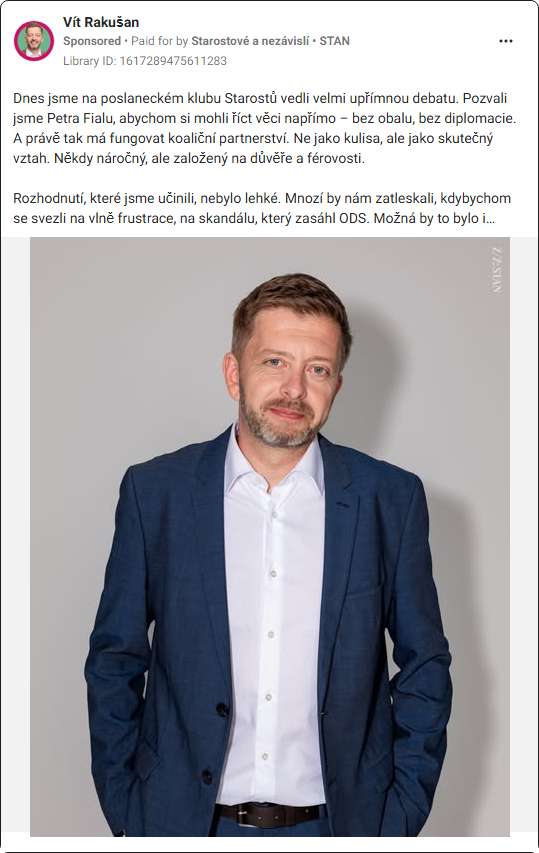 Vít Rakušan
Sponsored • Paid for by Starostové a nezávislí • STAN
Library ID: 1617289475611283
Dnes jsme na poslaneckém klubu Starostů vedli velmi upřímnou debatu. Pozvali
jsme Petra Fialu, abychom si mohli říct věci napřímo – bez obalu, bez diplomacie.
A právě tak má fungovat koaliční partnerství. Ne jako kulisa, ale jako skutečný
vztah. Někdy náročný, ale založený na důvěře a férovosti.
Rozhodnutí, které jsme učinili, nebylo lehké. Mnozí by nám zatleskali, kdybychom
se svezli na vlně frustrace, na skandálu, který zasáhl ODS. Možná by to bylo i…
Z/Z:STAN